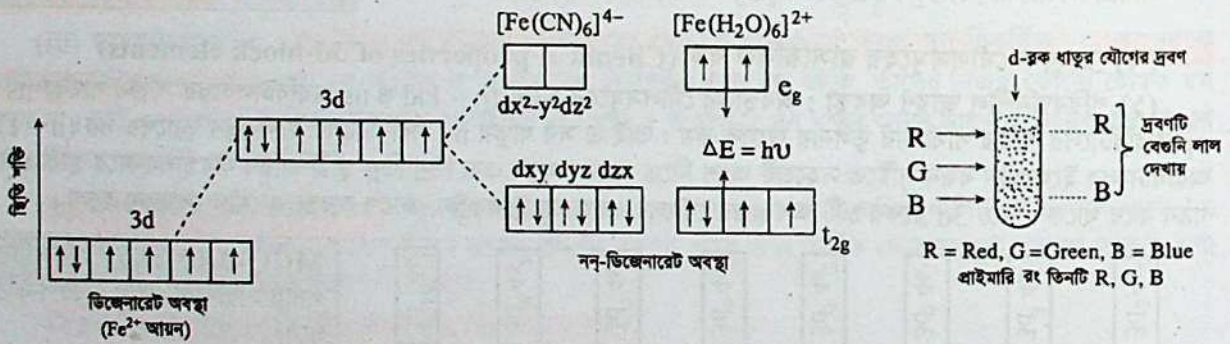 [Fe(CN)₆]⁴⁻ [Fe(H₂O)₆]²⁺
dx²-y²dz²
e_g
3d
ΔE = hυ
dxy dyz dzx
t₂g
নন্-ডিজেনারেট অবস্থা
3d
ডিজেনারেট অবস্থা
(Fe²⁺ আয়ন)
স্থিতি শক্তি
d-ব্লক ধাতুর যৌগের দ্রবণ
R R
G
B B
দ্রবণটি
বেগুনি লাল
দেখায়
R = Red, G =Green, B = Blue
প্রাইমারি রং তিনটি R, G, B